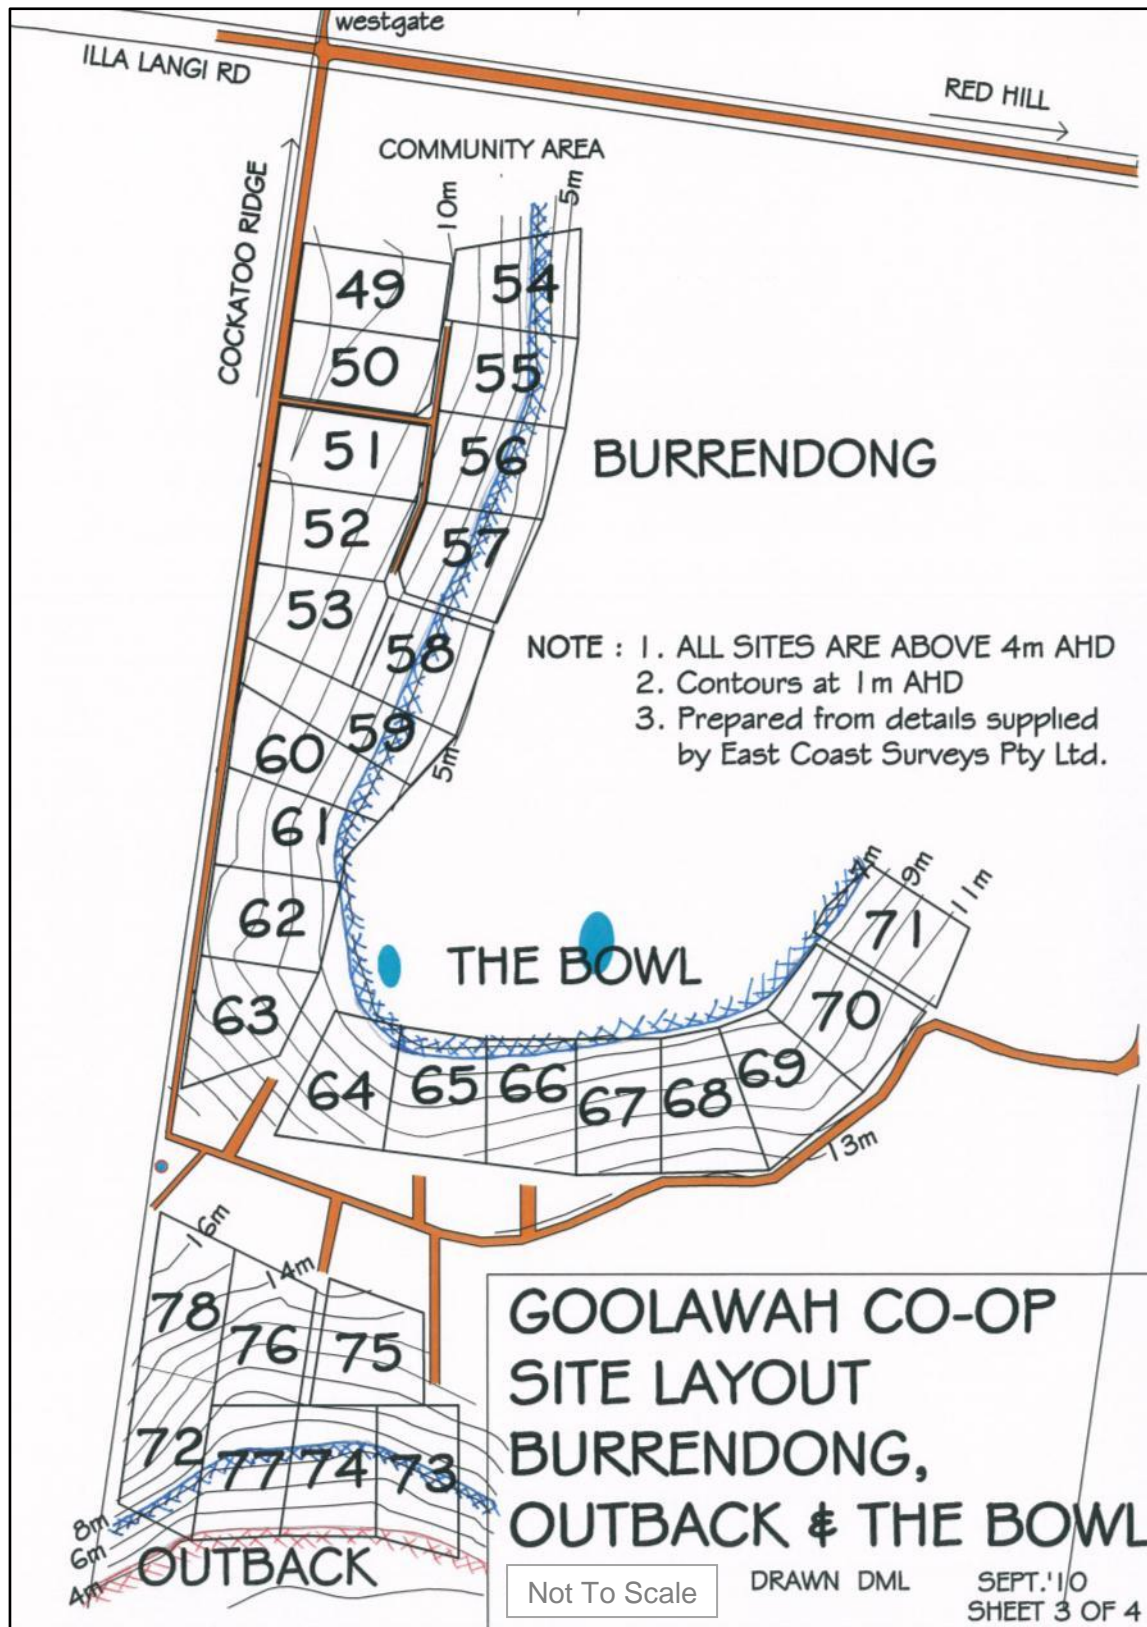 westgate
ILLA LANGI RD
RED HILL
COMMUNITY AREA
COCKATOO RIDGE
10m
5m
49
54
50
55
51
56
BURRENDONG
52
57
53
58
NOTE : 1. ALL SITES ARE ABOVE 4m AHD
2. Contours at 1m AHD
3. Prepared from details supplied
by East Coast Surveys Pty Ltd.
59
60
5m
61
7m
9m
11m
62
71
THE BOWL
63
70
64
65
66
67
68
69
13m
16m
14m
78
76
75
72
77
74
73
8m
6m
4m
OUTBACK
GOOLAWAH CO-OP
SITE LAYOUT
BURRENDONG,
OUTBACK & THE BOWL
Not To Scale
DRAWN DML
SEPT.'10
SHEET 3 OF 4